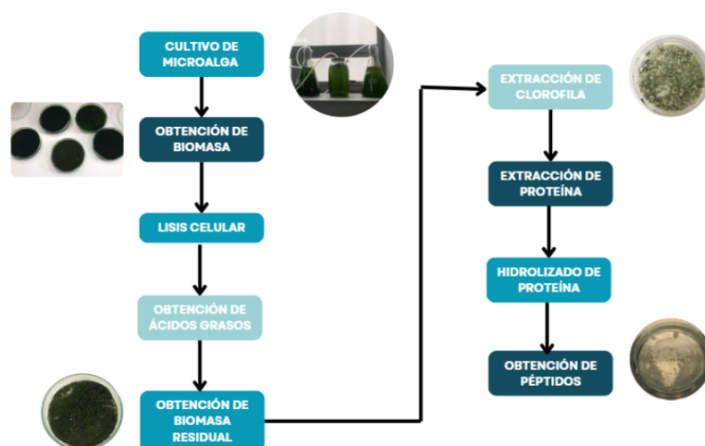 CULTIVO DE
MICROALGA
OBTENCIÓN DE
BIOMASA
LISIS CELULAR
OBTENCIÓN DE
ÁCIDOS GRASOS
OBTENCIÓN DE
BIOMASA
RESIDUAL
EXTRACCIÓN DE
CLOROFILA
EXTRACCIÓN DE
PROTEÍNA
HIDROLIZADO DE
PROTEÍNA
OBTENCIÓN DE
PÉPTIDOS